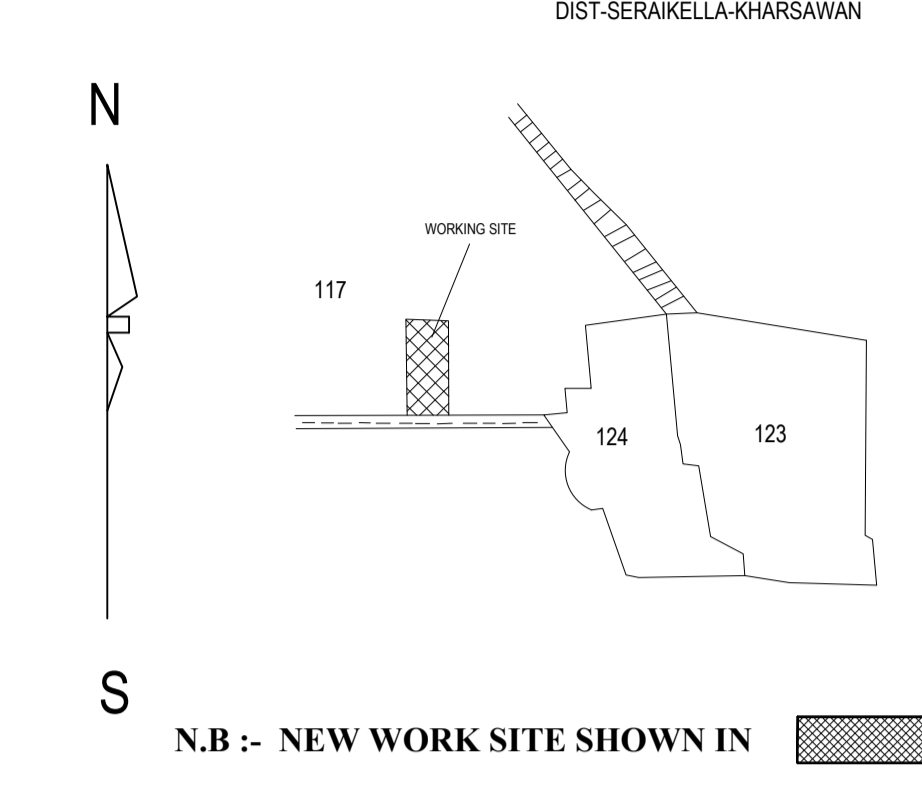 DIST-SERAIKELLA-KHARSAWAN
N
WORKING SITE
117
124
123
S
N.B :- NEW WORK SITE SHOWN IN